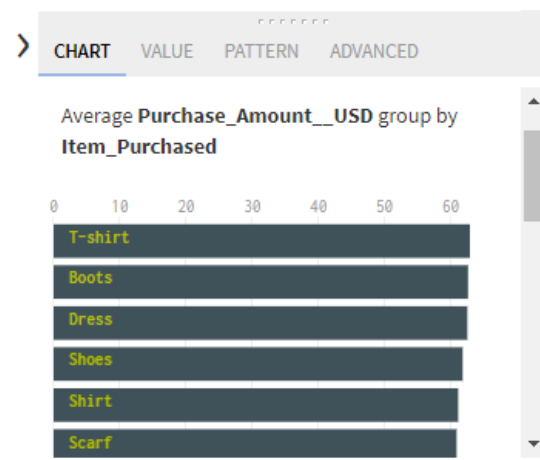 CHART VALUE PATTERN ADVANCED
Average Purchase_Amount__USD group by
Item_Purchased
0 10 20 30 40 50 60
T-shirt
Boots
Dress
Shoes
Shirt
Scarf